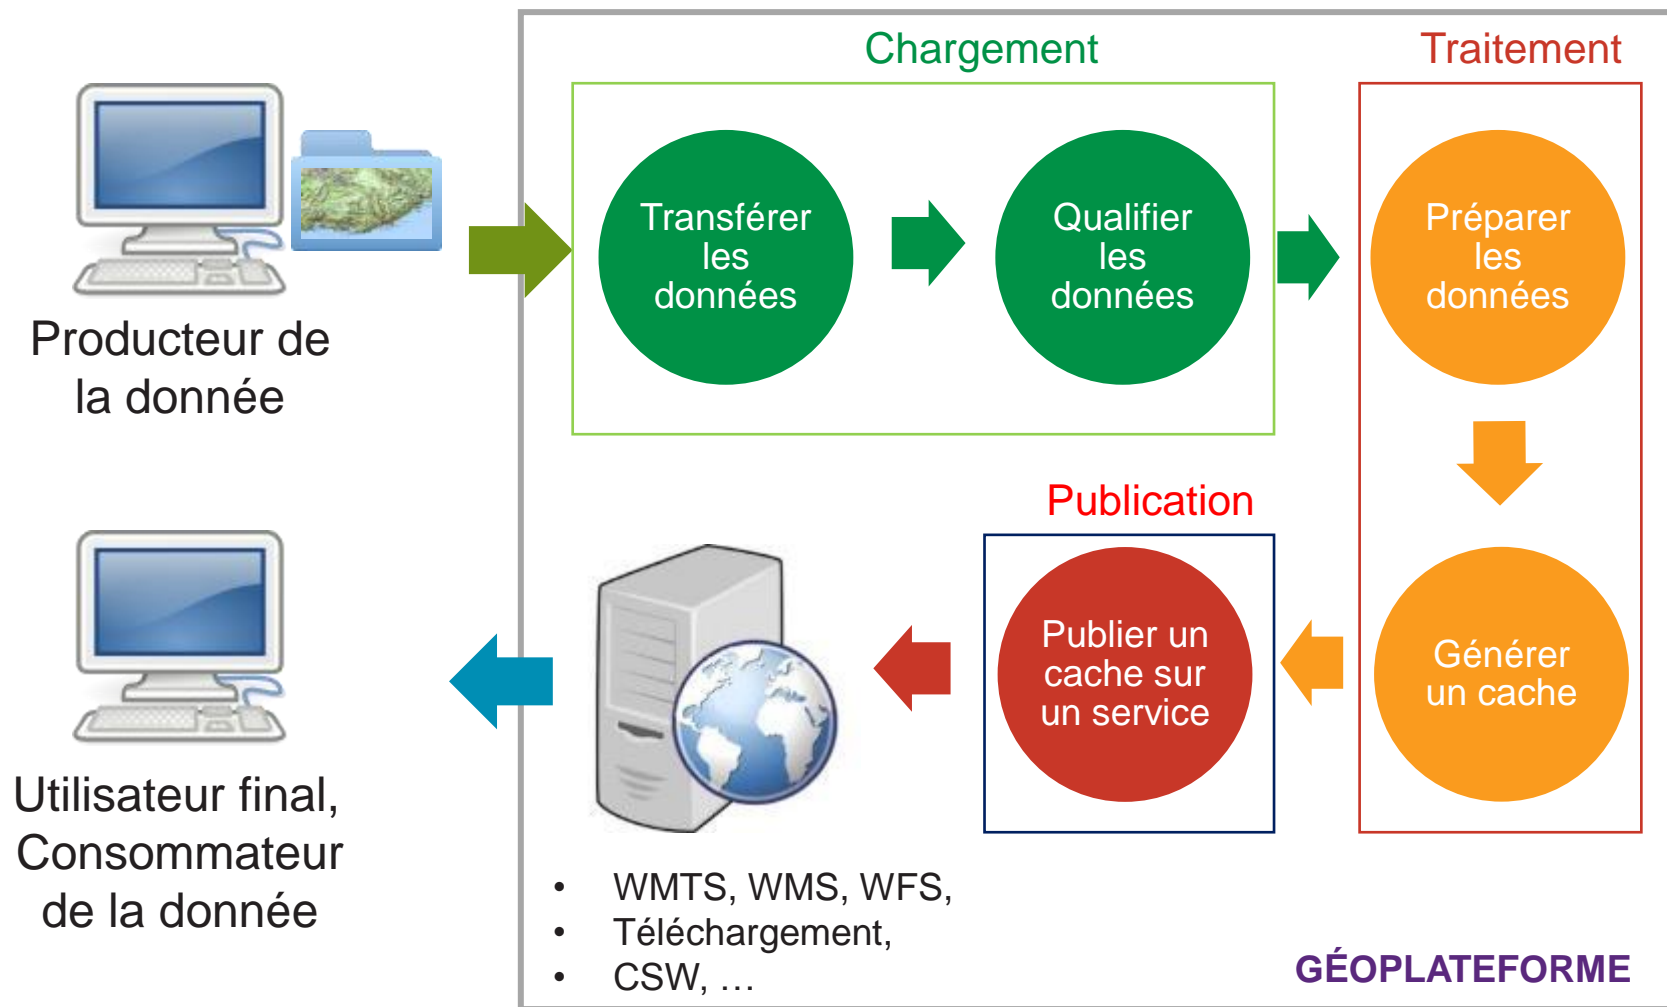 Chargement
Traitement
Transférer
les
données
Qualifier
les
données
Préparer
les
données
Producteur de
la donnée
Publication
Publier un
cache sur
un service
Générer
un cache
Utilisateur final,
Consommateur
de la donnée
• WMTS, WMS, WFS,
• Téléchargement,
• CSW, …
GÉOPLATEFORME